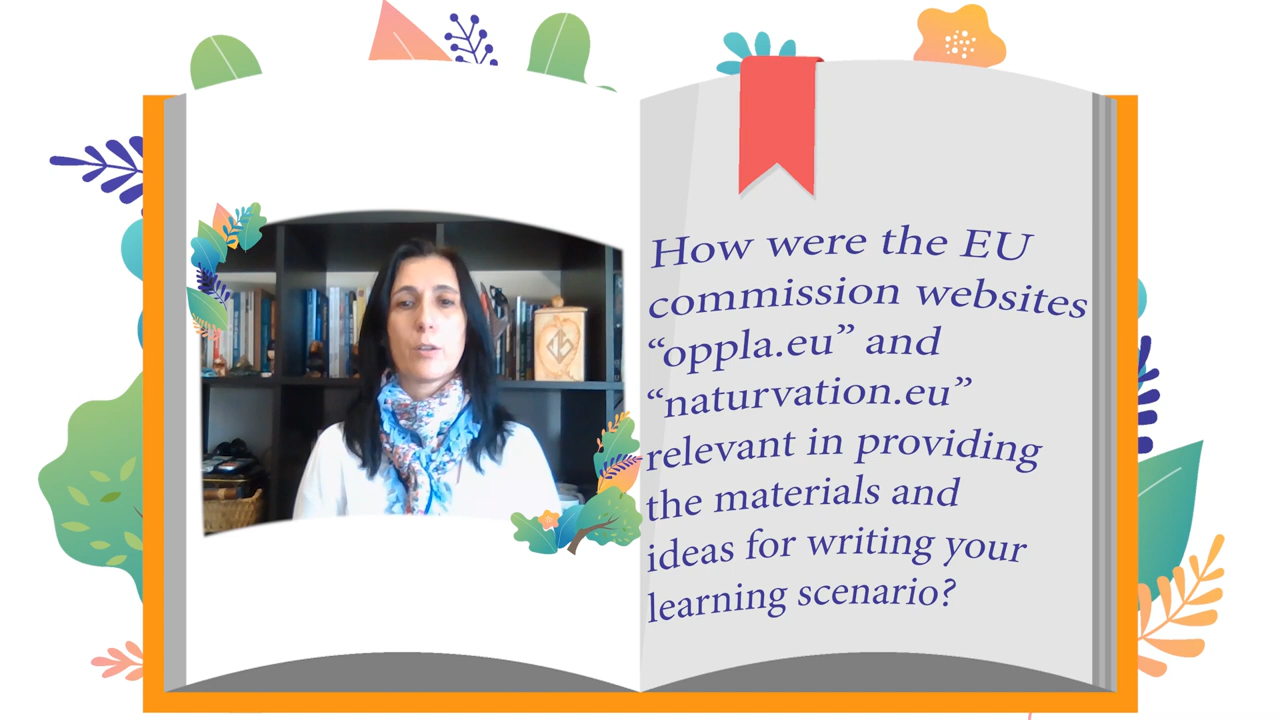 How were the EU
commission websites
“oppla.eu” and
“naturvation.eu”
relevant in providing
the materials and
ideas for writing your
learning scenario?